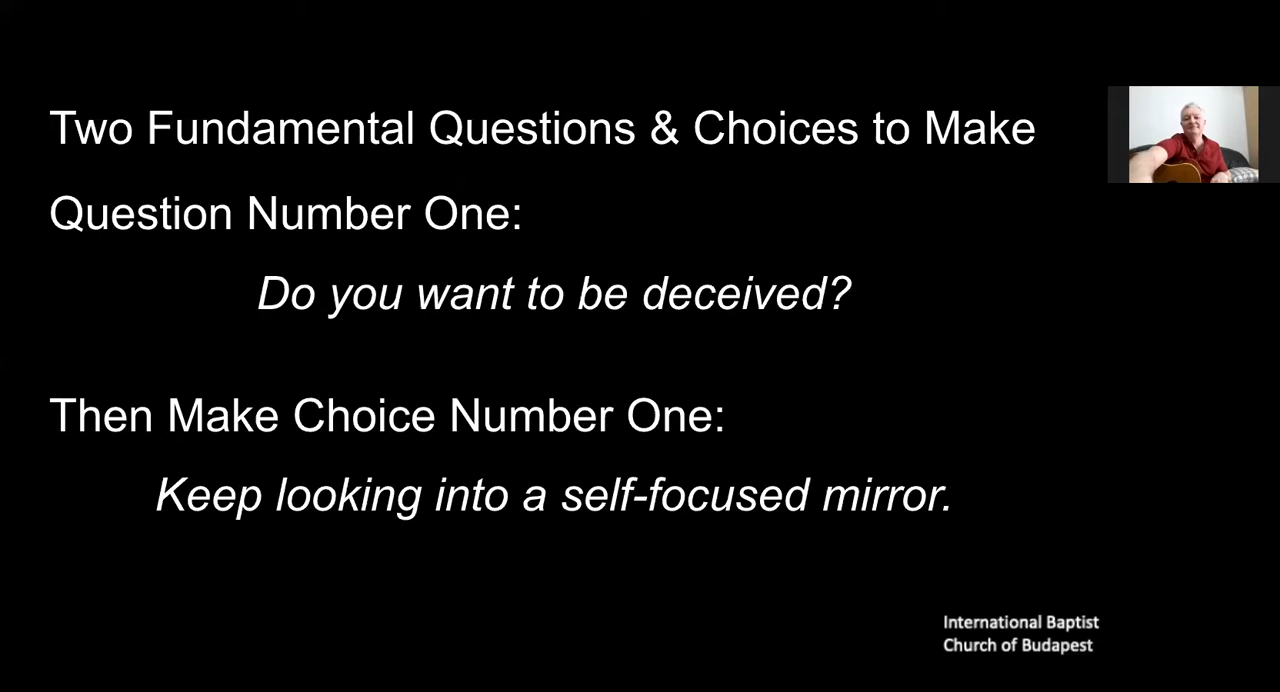 Two Fundamental Questions & Choices to Make
Question Number One:
Do you want to be deceived?
Then Make Choice Number One:
Keep looking into a self-focused mirror.
International Baptist
Church of Budapest